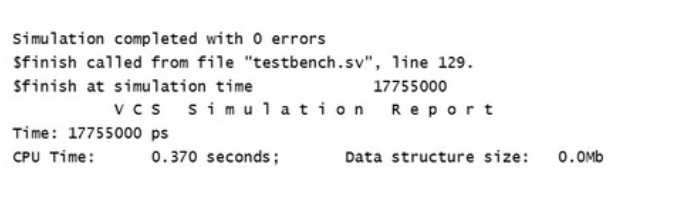 Simulation completed with 0 errors
$finish called from file "testbench.sv", line 129.
$finish at simulation time 17755000
V C S S i m u l a t i o n R e p o r t
Time: 17755000 ps
CPU Time: 0.370 seconds; Data structure size: 0.0Mb